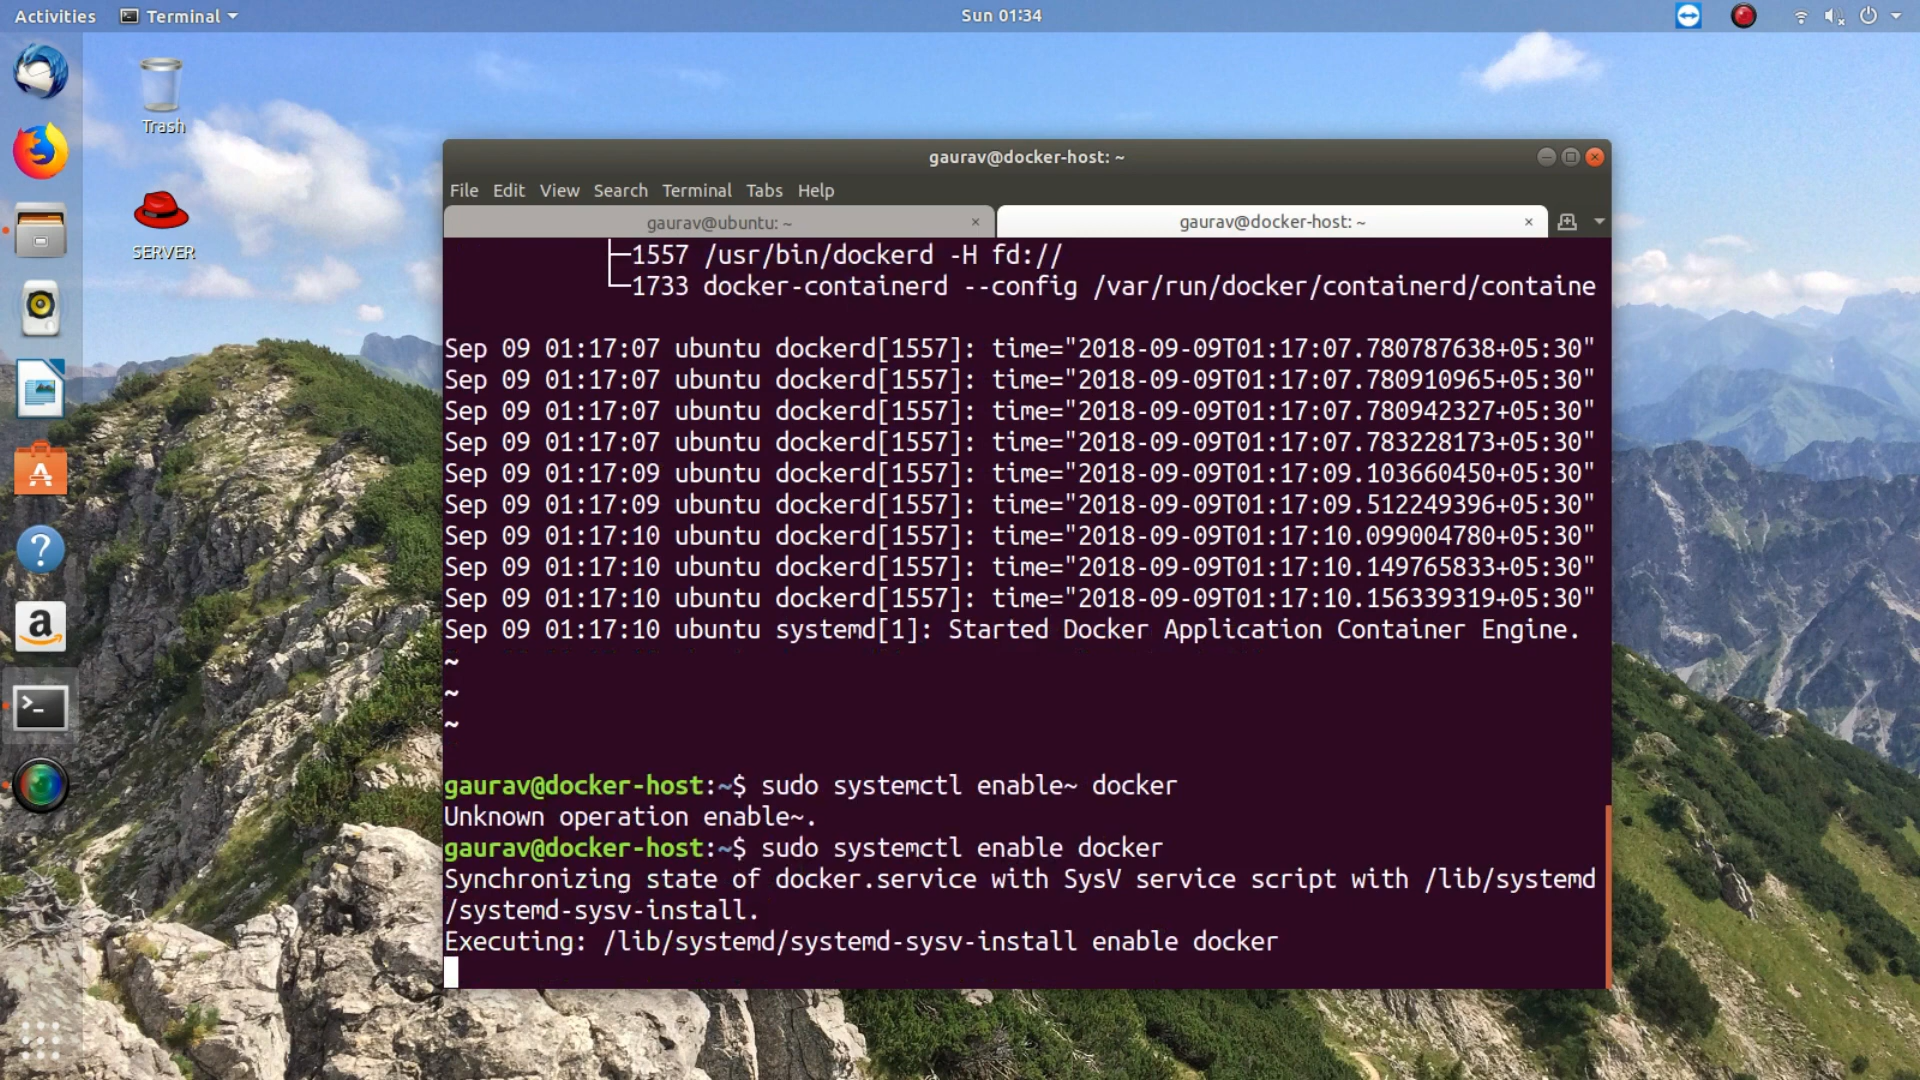 Activities
Terminal
Sun 01:34
Trash
SERVER
gaurav@docker-host: ~
File Edit View Search Terminal Tabs Help
gaurav@ubuntu: ~ ×
gaurav@docker-host: ~ ×
├─1557 /usr/bin/dockerd -H fd://
└─1733 docker-containerd --config /var/run/docker/containerd/containe
Sep 09 01:17:07 ubuntu dockerd[1557]: time="2018-09-09T01:17:07.780787638+05:30"
Sep 09 01:17:07 ubuntu dockerd[1557]: time="2018-09-09T01:17:07.780910965+05:30"
Sep 09 01:17:07 ubuntu dockerd[1557]: time="2018-09-09T01:17:07.780942327+05:30"
Sep 09 01:17:07 ubuntu dockerd[1557]: time="2018-09-09T01:17:07.783228173+05:30"
Sep 09 01:17:09 ubuntu dockerd[1557]: time="2018-09-09T01:17:09.103660450+05:30"
Sep 09 01:17:09 ubuntu dockerd[1557]: time="2018-09-09T01:17:09.512249396+05:30"
Sep 09 01:17:10 ubuntu dockerd[1557]: time="2018-09-09T01:17:10.099004780+05:30"
Sep 09 01:17:10 ubuntu dockerd[1557]: time="2018-09-09T01:17:10.149765833+05:30"
Sep 09 01:17:10 ubuntu dockerd[1557]: time="2018-09-09T01:17:10.156339319+05:30"
Sep 09 01:17:10 ubuntu systemd[1]: Started Docker Application Container Engine.
~
~
~
gaurav@docker-host:~$ sudo systemctl enable~ docker
Unknown operation enable~.
gaurav@docker-host:~$ sudo systemctl enable docker
Synchronizing state of docker.service with SysV service script with /lib/systemd
/systemd-sysv-install.
Executing: /lib/systemd/systemd-sysv-install enable docker